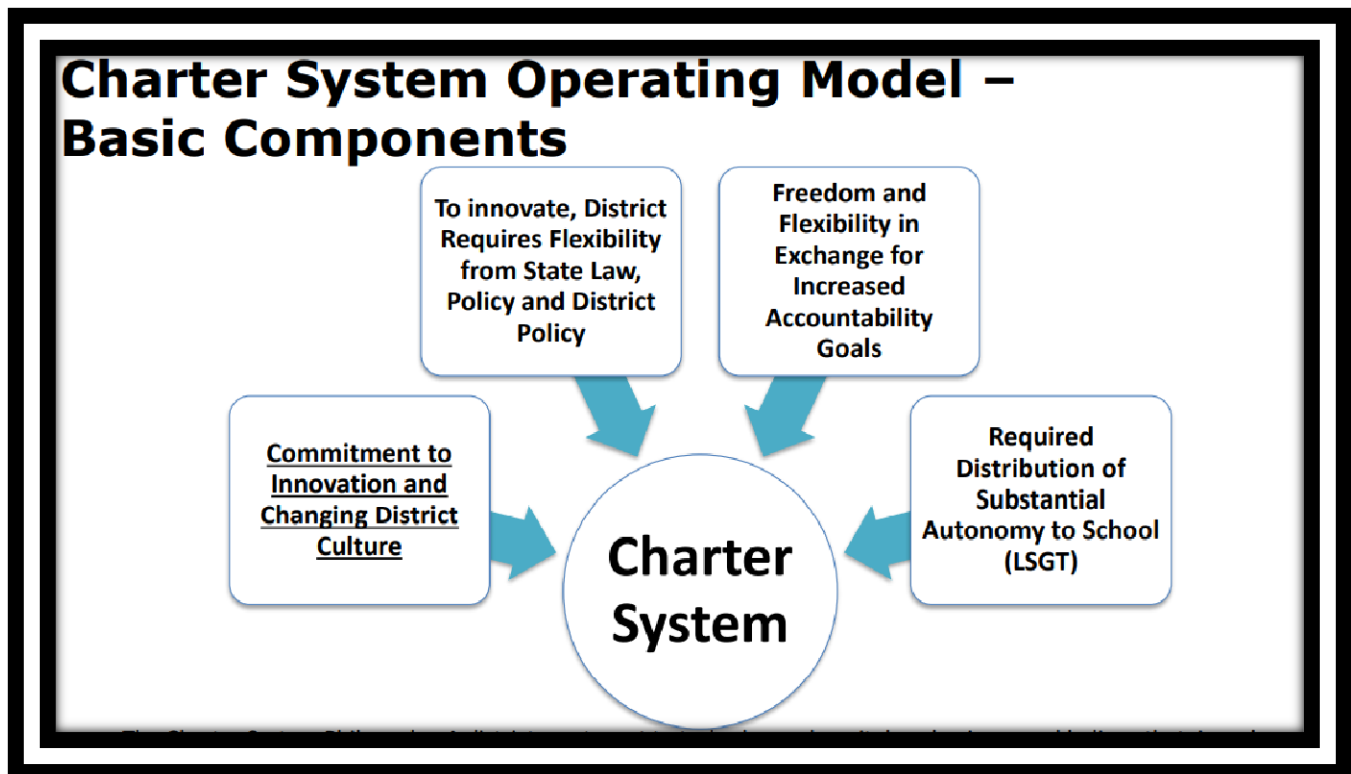 Charter System Operating Model –
Basic Components
To innovate, District
Requires Flexibility
from State Law,
Policy and District
Policy
Freedom and
Flexibility in
Exchange for
Increased
Accountability
Goals
Commitment to
Innovation and
Changing District
Culture
Required
Distribution of
Substantial
Autonomy to School
(LSGT)
Charter
System